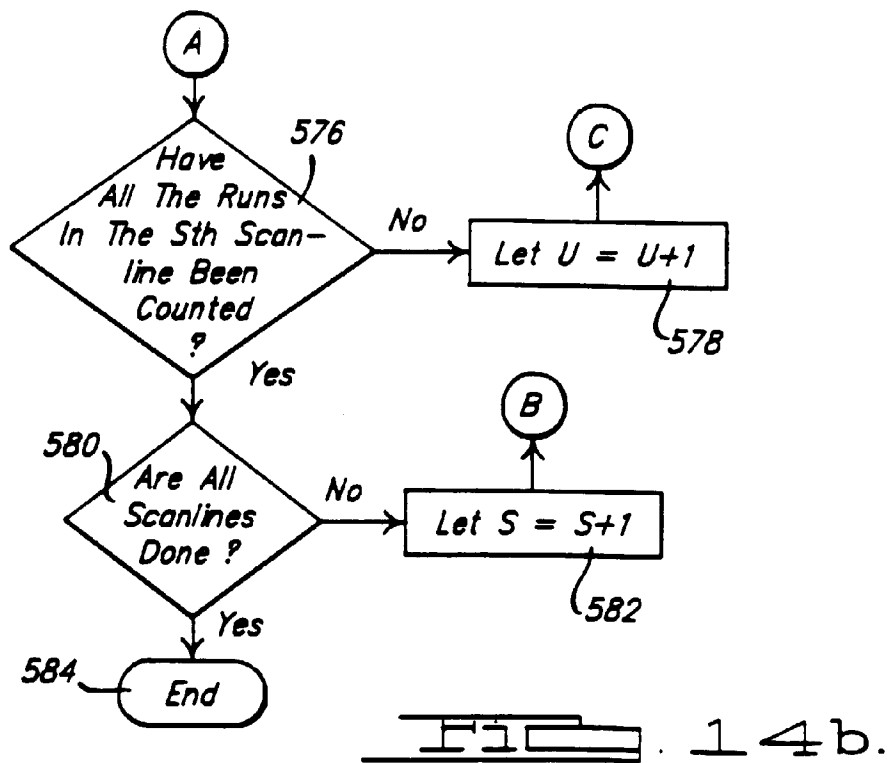 A
576
Have
All The Runs
In The Sth Scan-
line Been
Counted
?
No
C
Let U = U+1
578
Yes
B
580
Are All
Scanlines
Done ?
No
Let S = S+1
582
Yes
584
End
14b.